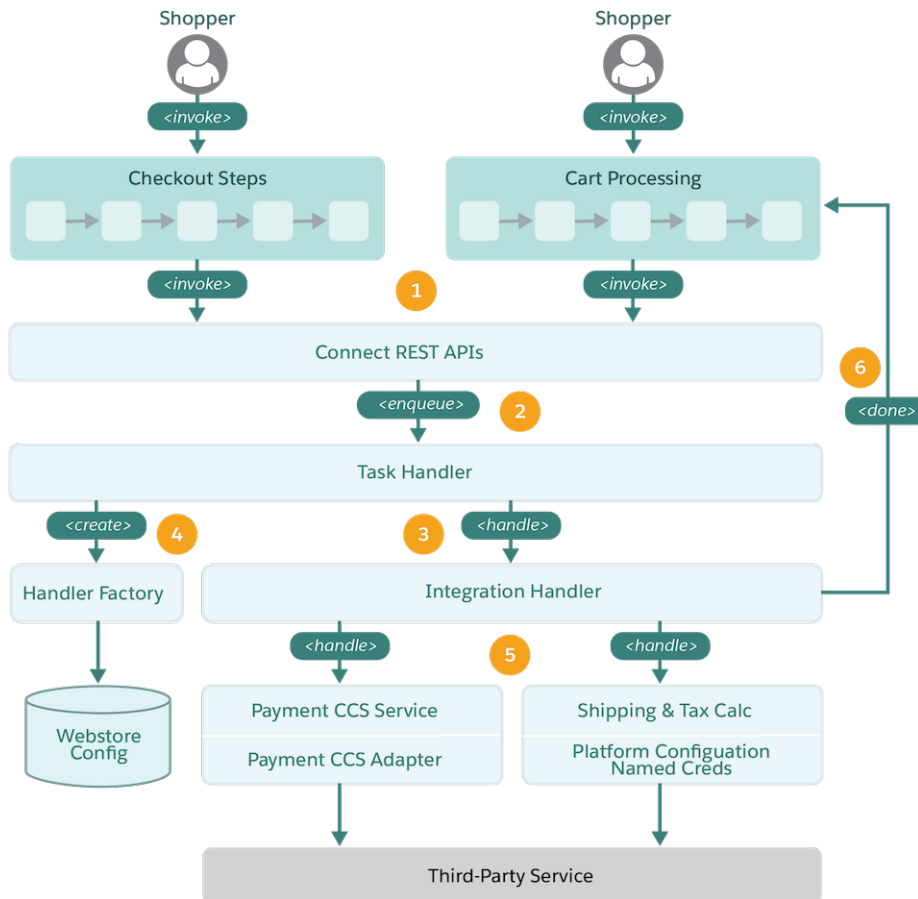 Shopper
Shopper
<invoke>
<invoke>
Checkout Steps
Cart Processing
<invoke>
1
<invoke>
Connect REST APIs
6
<enqueue>
2
<done>
Task Handler
<create>
4
3
<handle>
Handler Factory
Integration Handler
<handle>
5
<handle>
Webstore
Config
Payment CCS Service
Shipping & Tax Calc
Payment CCS Adapter
Platform Configuation
Named Creds
Third-Party Service